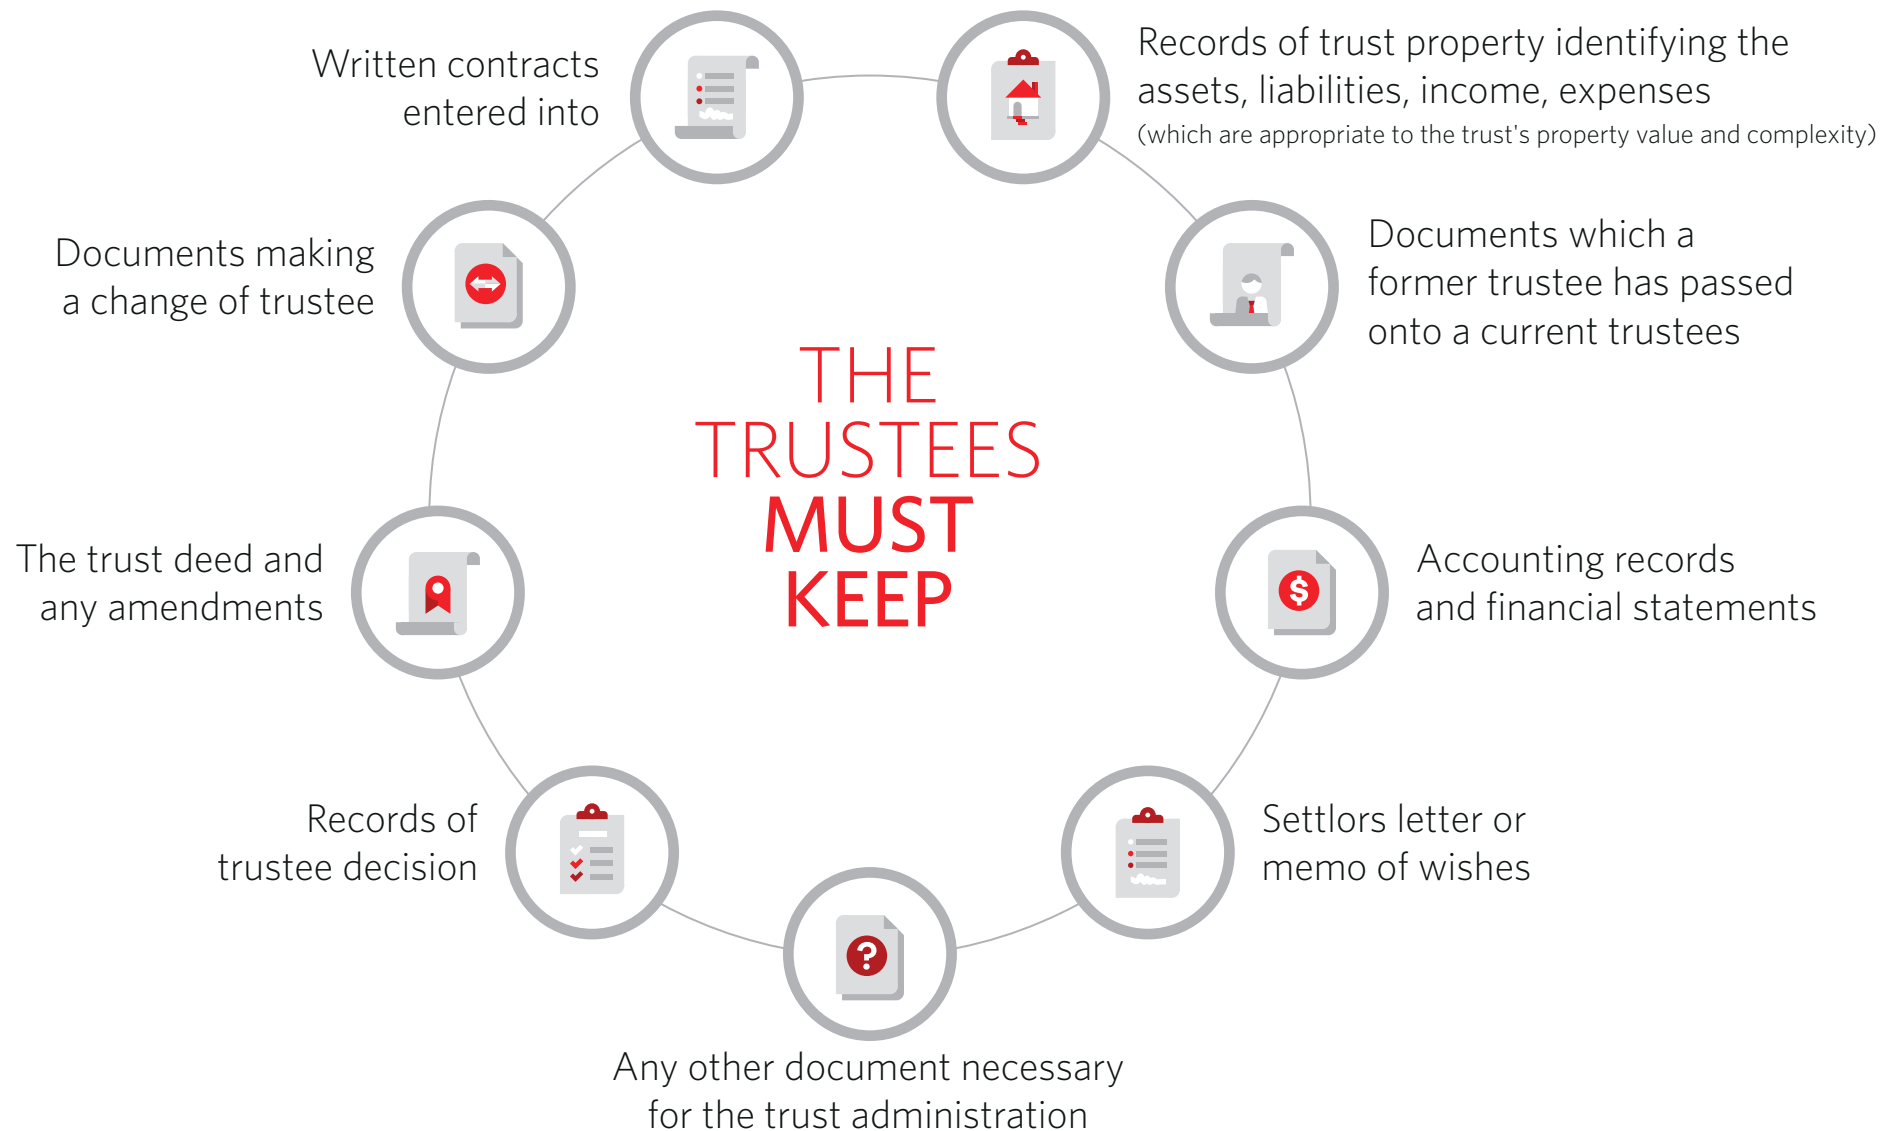 Written contracts
entered into
Records of trust property identifying the
assets, liabilities, income, expenses
(which are appropriate to the trust's property value and complexity)
Documents making
a change of trustee
Documents which a
former trustee has passed
onto a current trustees
THE
TRUSTEES
MUST
KEEP
The trust deed and
any amendments
$
Accounting records
and financial statements
Records of
trustee decision
Settlors letter or
memo of wishes
?
Any other document necessary
for the trust administration